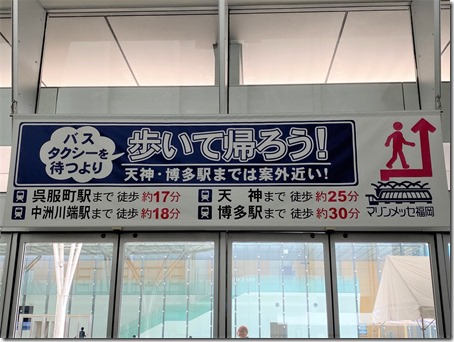 バス
タクシーを
待つより
歩いて帰ろう!
天神・博多駅までは案外近い!
呉服町駅まで 徒歩 約17分
天神まで 徒歩 約25分
中洲川端駅まで 徒歩 約18分
博多駅まで 徒歩 約30分
マリンメッセ福岡